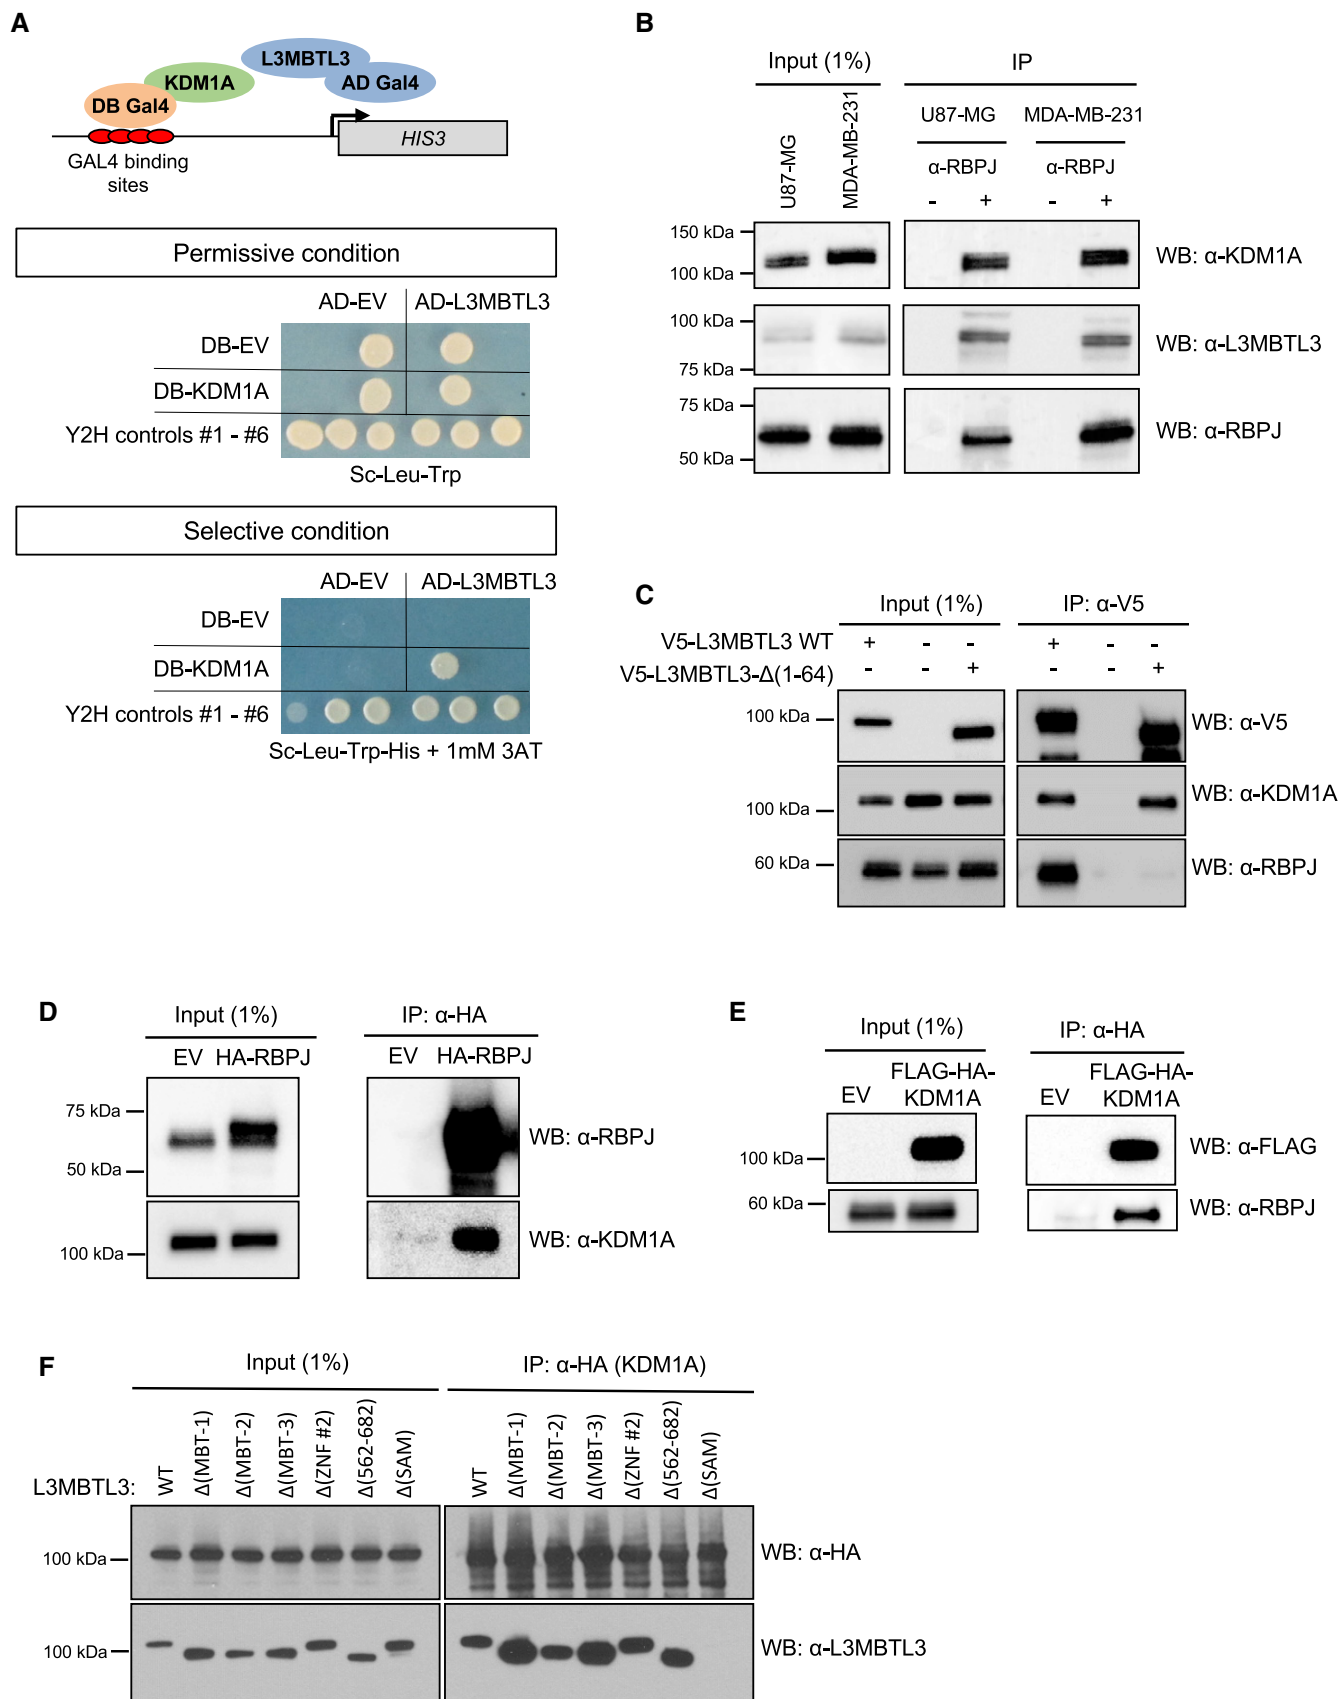 A
L3MBTL3
KDM1A
AD Gal4
DB Gal4
HIS3
GAL4 binding
sites
Permissive condition
AD-EV AD-L3MBTL3
DB-EV
DB-KDM1A
Y2H controls #1 - #6
Sc-Leu-Trp
Selective condition
AD-EV AD-L3MBTL3
DB-EV
DB-KDM1A
Y2H controls #1 - #6
Sc-Leu-Trp-His + 1mM 3AT
B
Input (1%) IP
U87-MG MDA-MB-231 U87-MG MDA-MB-231
α-RBPJ α-RBPJ
- + - +
150 kDa
100 kDa
WB: α-KDM1A
100 kDa
75 kDa
WB: α-L3MBTL3
75 kDa
50 kDa
WB: α-RBPJ
C
Input (1%) IP: α-V5
V5-L3MBTL3 WT + - - + - -
V5-L3MBTL3-Δ(1-64) - - + - - +
100 kDa WB: α-V5
100 kDa WB: α-KDM1A
60 kDa WB: α-RBPJ
D
Input (1%) IP: α-HA
EV HA-RBPJ EV HA-RBPJ
75 kDa
50 kDa
WB: α-RBPJ
100 kDa WB: α-KDM1A
E
Input (1%) IP: α-HA
EV FLAG-HA-KDM1A EV FLAG-HA-KDM1A
100 kDa WB: α-FLAG
60 kDa WB: α-RBPJ
F
Input (1%) IP: α-HA (KDM1A)
L3MBTL3: WT Δ(MBT-1) Δ(MBT-2) Δ(MBT-3) Δ(ZNF #2) Δ(562-682) Δ(SAM) WT Δ(MBT-1) Δ(MBT-2) Δ(MBT-3) Δ(ZNF #2) Δ(562-682) Δ(SAM)
100 kDa WB: α-HA
100 kDa WB: α-L3MBTL3